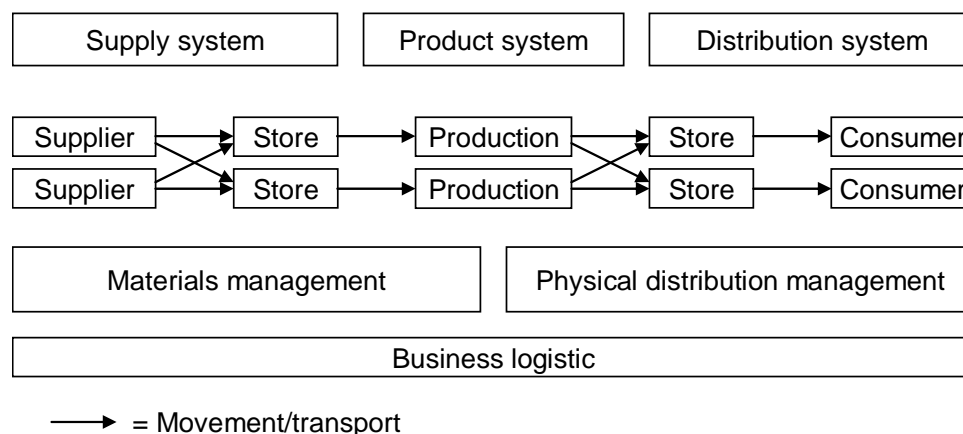 Supply system Product system Distribution system
Supplier Store Production Store Consumer
Supplier Store Production Store Consumer
Materials management Physical distribution management
Business logistic
= Movement/transport